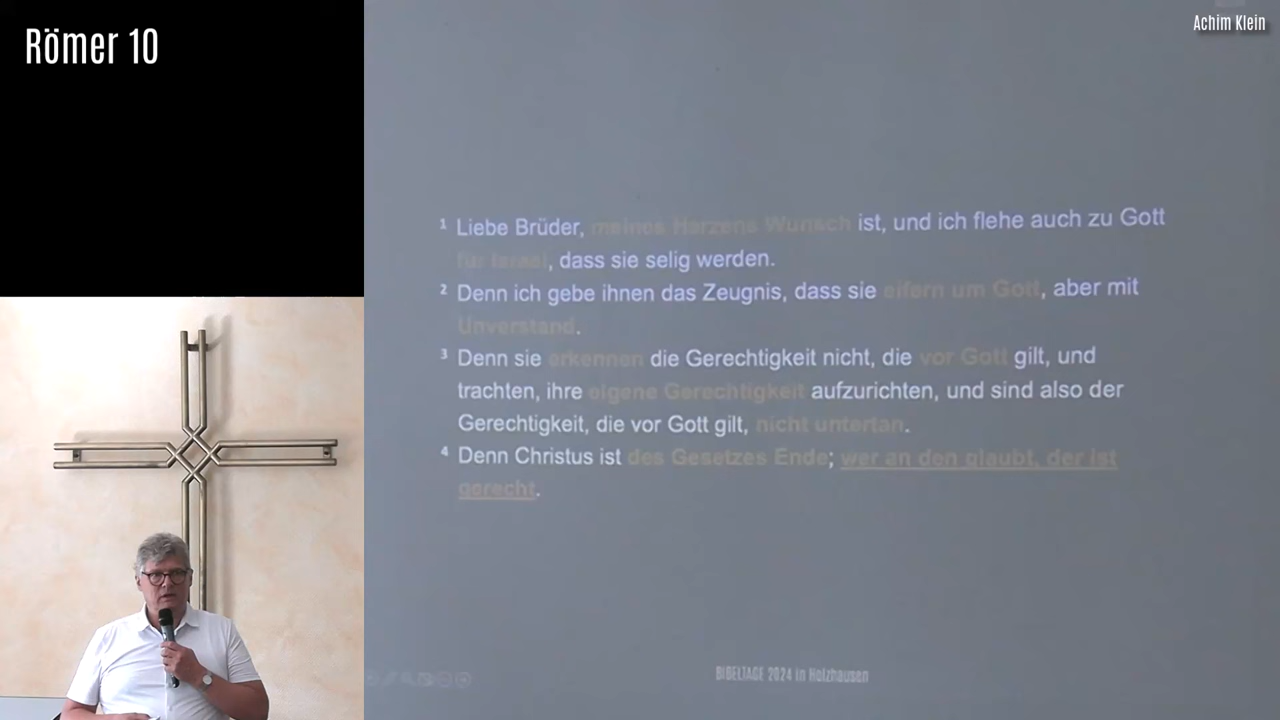 Römer 10
Achim Klein
¹ Liebe Brüder, meines Herzens Wunsch ist, und ich flehe auch zu Gott
für Israel, dass sie selig werden.
² Denn ich gebe ihnen das Zeugnis, dass sie eifern um Gott, aber mit
Unverstand.
³ Denn sie erkennen die Gerechtigkeit nicht, die vor Gott gilt, und
trachten, ihre eigene Gerechtigkeit aufzurichten, und sind also der
Gerechtigkeit, die vor Gott gilt, nicht untertan.
⁴ Denn Christus ist des Gesetzes Ende; wer an den glaubt, der ist
gerecht.
BIBELTAGE 2024 in Holzhausen